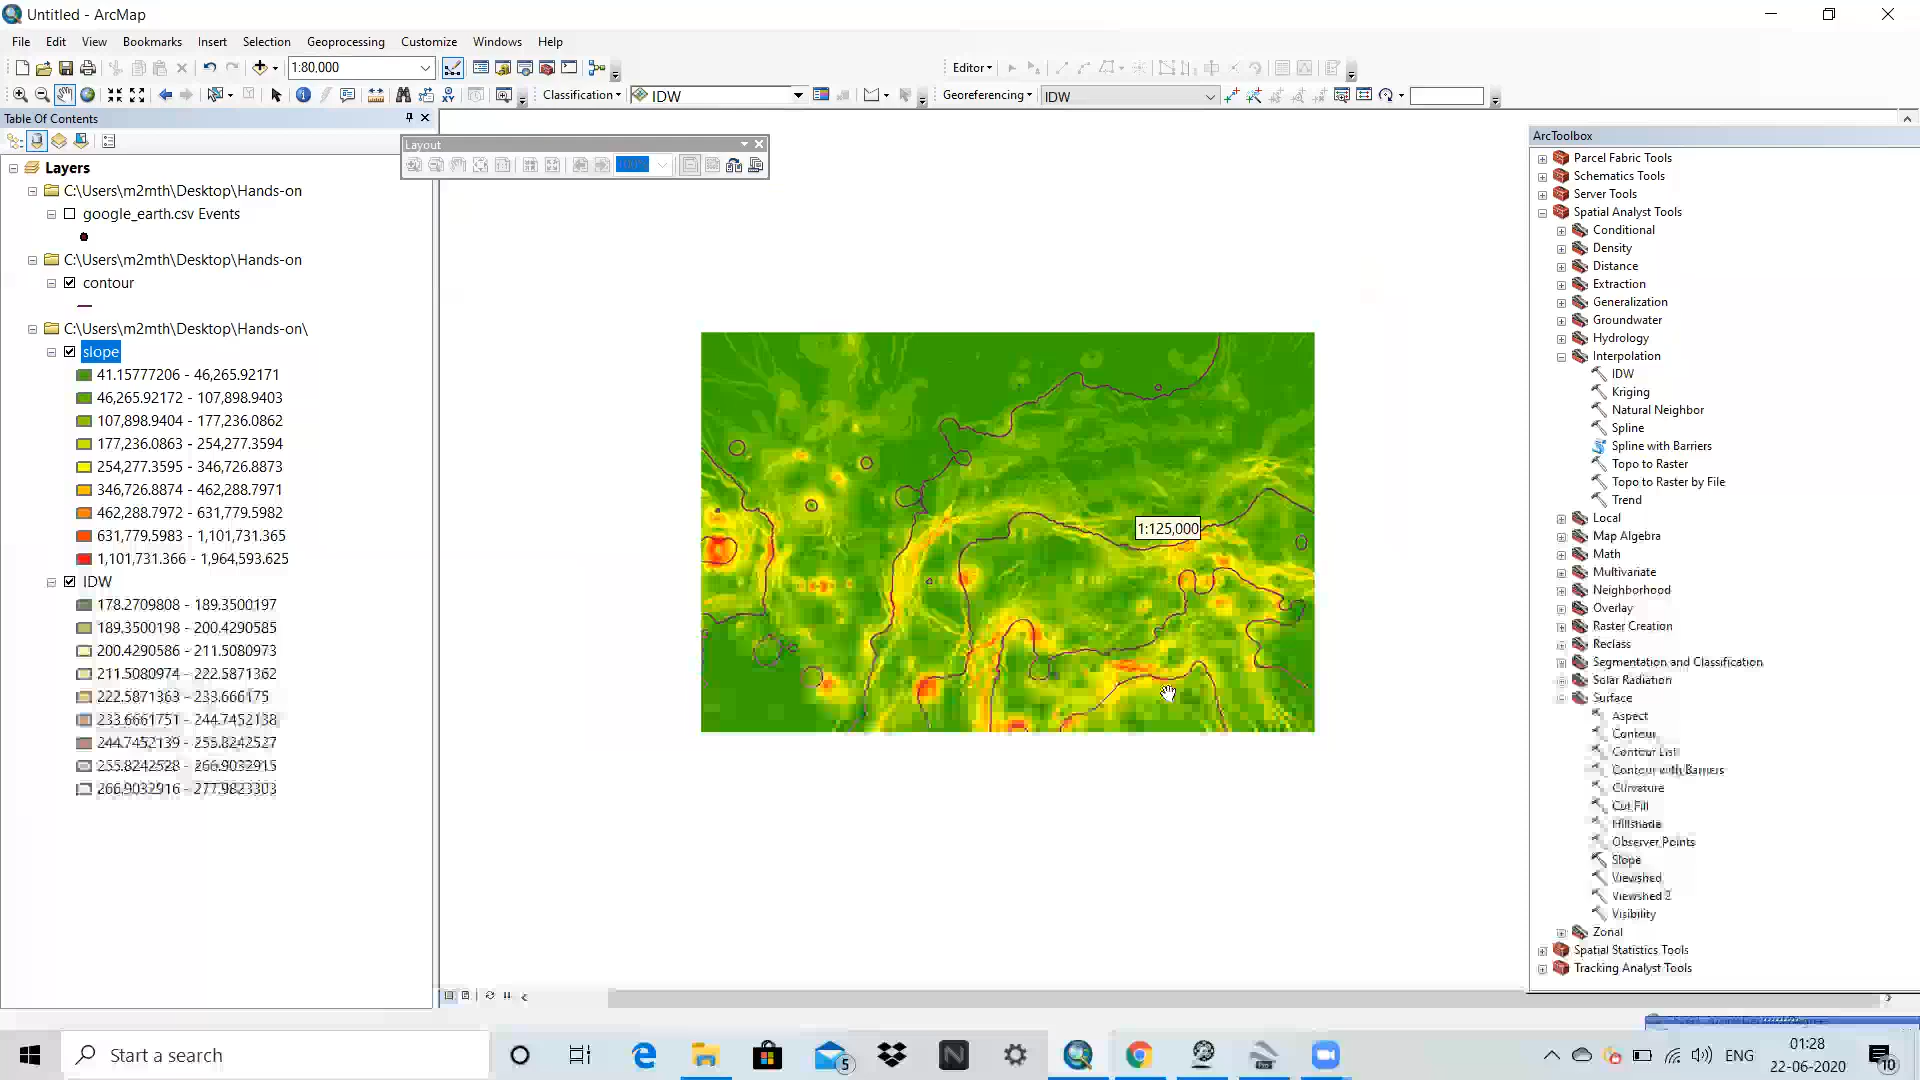 Untitled - ArcMap
File Edit View Bookmarks Insert Selection Geoprocessing Customize Windows Help
1:80,000
Editor
Classification
IDW
Georeferencing
IDW
Table Of Contents
Layers
C:\Users\m2mth\Desktop\Hands-on
google_earth.csv Events
C:\Users\m2mth\Desktop\Hands-on
contour
C:\Users\m2mth\Desktop\Hands-on\
slope
41.15777206 - 46,265.92171
46,265.92172 - 107,898.9403
107,898.9404 - 177,236.0862
177,236.0863 - 254,277.3594
254,277.3595 - 346,726.8873
346,726.8874 - 462,288.7971
462,288.7972 - 631,779.5982
631,779.5983 - 1,101,731.365
1,101,731.366 - 1,964,593.625
IDW
178.2709808 - 189.3500197
189.3500198 - 200.4290585
200.4290586 - 211.5080973
211.5080974 - 222.5871362
222.5871363 - 233.666175
233.6661751 - 244.7452138
244.7452139 - 255.8242527
255.8242528 - 266.9032915
266.9032916 - 277.9823303
Layout
100%
1:125,000
ArcToolbox
Parcel Fabric Tools
Schematics Tools
Server Tools
Spatial Analyst Tools
Conditional
Density
Distance
Extraction
Generalization
Groundwater
Hydrology
Interpolation
IDW
Kriging
Natural Neighbor
Spline
Spline with Barriers
Topo to Raster
Topo to Raster by File
Trend
Local
Map Algebra
Math
Multivariate
Neighborhood
Overlay
Raster Creation
Reclass
Segmentation and Classification
Solar Radiation
Surface
Aspect
Contour
Contour List
Contour with Barriers
Curvature
Cut Fill
Hillshade
Observer Points
Slope
Viewshed
Viewshed 2
Visibility
Zonal
Spatial Statistics Tools
Tracking Analyst Tools
Start a search
5
N
Pro
ENG
01:28
22-06-2020
10